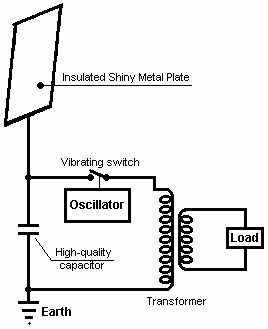 Insulated Shiny Metal Plate
Vibrating switch
Oscillator
Load
High-quality
capacitor
Transformer
Earth